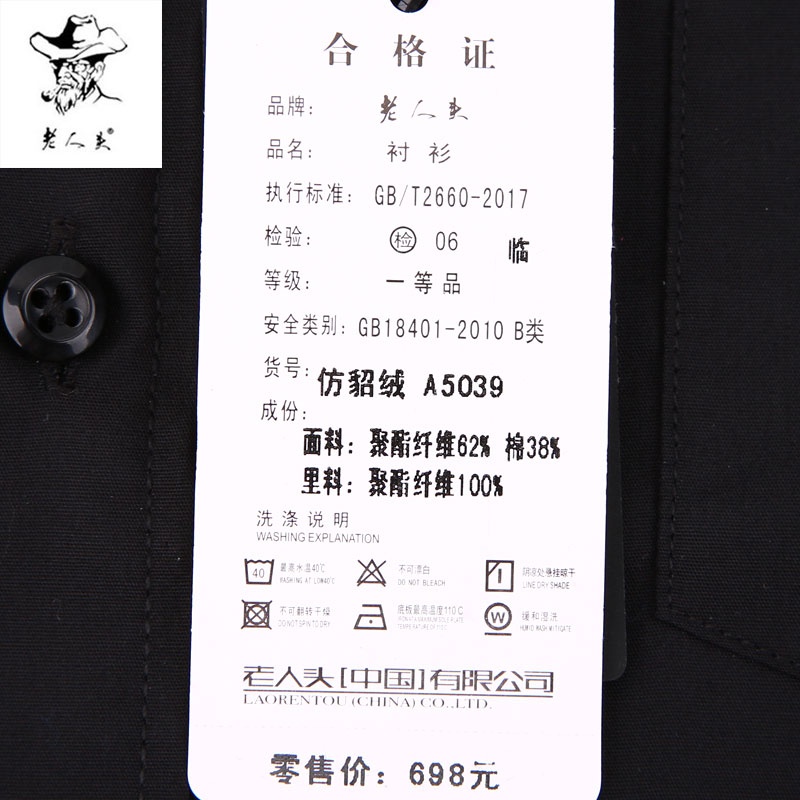 老人头®
合格证
品牌： 老人头
品名： 衬衫
执行标准： GB/T2660-2017
检验： 检 06 临
等级： 一等品
安全类别： GB18401-2010 B类
货号： 仿貂绒 A5039
成份：
面料：聚酯纤维62% 棉38%
里料：聚酯纤维100%
洗涤说明
WASHING EXPLANATION
40 最高水温40℃
WASHING AT LOW40℃
不可漂白
DO NOT BLEACH
阴凉处悬挂晾干
LINE DRY SHADE
不可翻转干燥
DO NOT SPIN TO DRY
底板最高温度110℃
W 缓和湿洗
老人头[中国]有限公司
LAORENTOU (CHINA) CO.,LTD.
零售价：698元